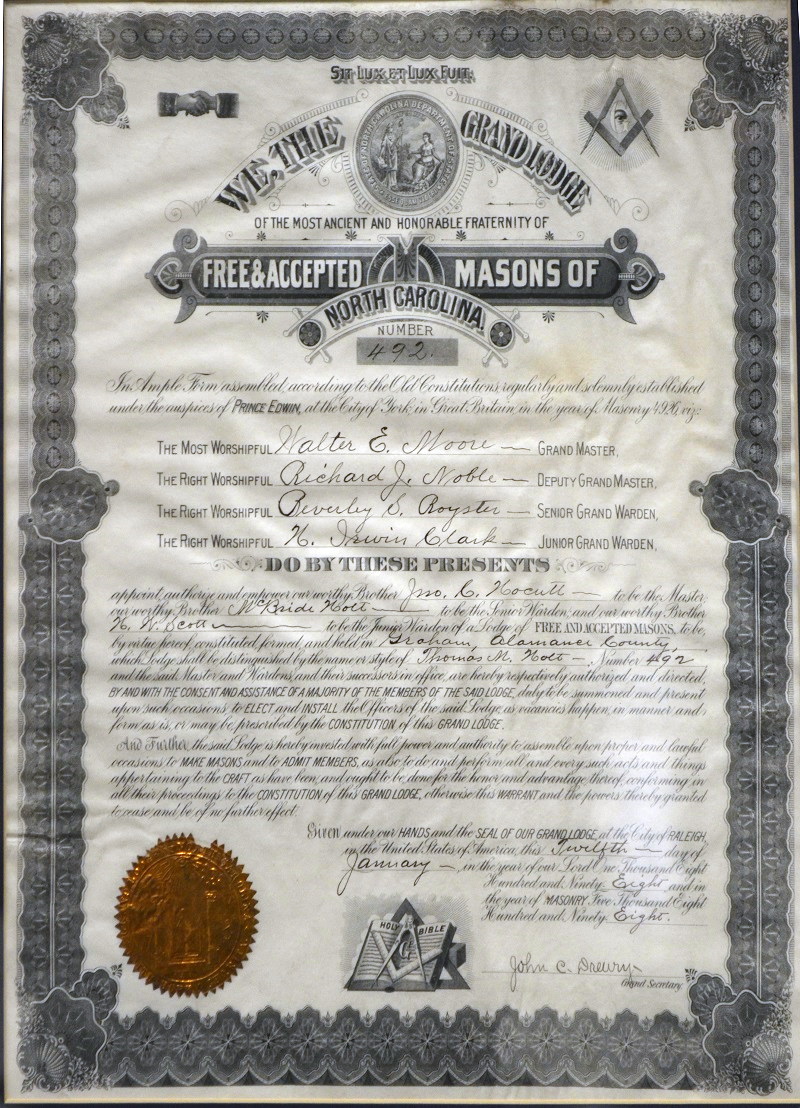 SIT LUX ET LUX FUIT.
WE, THE GRAND LODGE
OF THE MOST ANCIENT AND HONORABLE FRATERNITY OF
FREE & ACCEPTED MASONS OF
NORTH CAROLINA.
NUMBER
492.
In Ample Form assembled, according to the Old Constitutions, regularly and solemnly established
under the auspices of PRINCE EDWIN, at the City of York, in Great Britain in the year of Masonry 4926, viz:
THE MOST WORSHIPFUL Walter E. Moore — GRAND MASTER,
THE RIGHT WORSHIPFUL Richard J. Noble — DEPUTY GRAND MASTER,
THE RIGHT WORSHIPFUL Beverly S. Royster — SENIOR GRAND WARDEN,
THE RIGHT WORSHIPFUL H. Irwin Clark — JUNIOR GRAND WARDEN,
DO BY THESE PRESENTS
appoint, authorize and empower our worthy Brother Jno. C. Hocutt — to be the Master,
our worthy Brother McBride Holt — to be the Senior Warden, and our worthy Brother
H. W. Scott — to be the Junior Warden of a Lodge of FREE AND ACCEPTED MASONS, to be,
by virtue hereof, constituted, formed, and held in Graham, Alamance County,
which Lodge shall be distinguished by the name or style of Thomas M. Holt —, Number 492
and the said Master and Wardens, and their successors in office, are hereby respectively authorized and directed,
BY AND WITH THE CONSENT AND ASSISTANCE OF A MAJORITY OF THE MEMBERS OF THE SAID LODGE, duly to be summoned and present
upon such occasions to ELECT and INSTALL the Officers of the said Lodge as vacancies happen, in manner and
form as is, or may be prescribed by the CONSTITUTION OF this GRAND LODGE.
And Further, the said Lodge is hereby invested with full power and authority to assemble upon proper and lawful
occasions to MAKE MASONS and to ADMIT MEMBERS, as also to do and perform all and every such acts and things
appertaining to the CRAFT as have been, and ought to be done for the honor and advantage thereof, conforming in
all their proceedings to the CONSTITUTION OF this GRAND LODGE, otherwise this WARRANT and the powers thereby granted
to cease and be of no further effect.
Given under our HANDS and the SEAL OF OUR GRAND LODGE, at the City of RALEIGH,
in the United States of America, this Twelfth — day of
January —, in the year of our Lord One Thousand Eight
Hundred and Ninety Eight and in
the year of MASONRY Five Thousand Eight
Hundred and Ninety Eight.
HOLY BIBLE
G
John C. Drewry
Grand Secretary